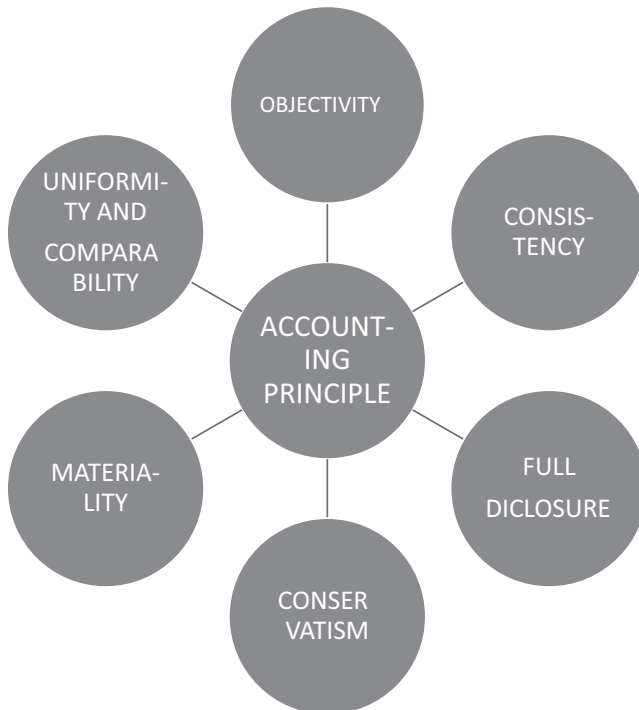 OBJECTIVITY
UNIFORMI-
TY AND
COMPARA
BILITY
CONSIS-
TENCY
ACCOUNT-
ING
PRINCIPLE
MATERIA-
LITY
FULL
DICLOSURE
CONSER
VATISM